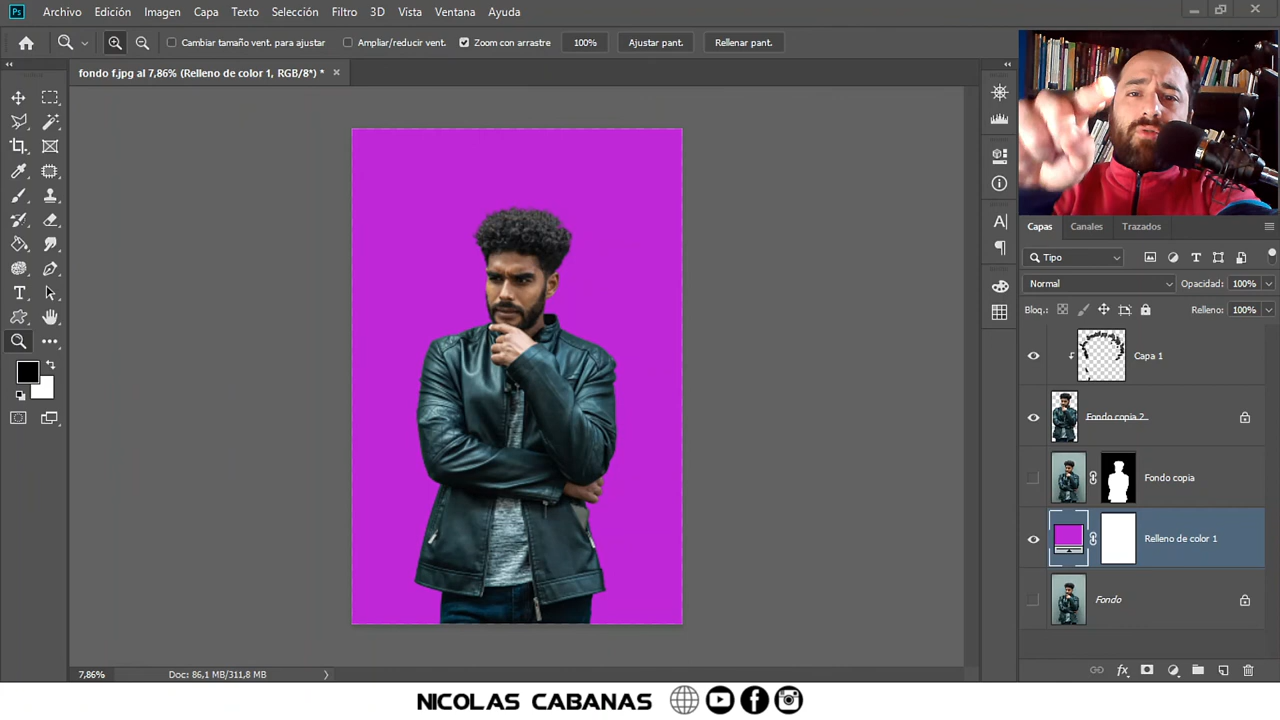 Ps Archivo Edición Imagen Capa Texto Selección Filtro 3D Vista Ventana Ayuda
Cambiar tamaño vent. para ajustar Ampliar/reducir vent. Zoom con arrastre 100% Ajustar pant. Rellenar pant.
fondo f.jpg al 7,86% (Relleno de color 1, RGB/8*) *
Capas Canales Trazados
Tipo
Normal Opacidad: 100%
Bloq.: Relleno: 100%
Capa 1
Fondo copia 2
Fondo copia
Relleno de color 1
Fondo
7,86% Doc: 86,1 MB/311,8 MB
NICOLAS CABANAS